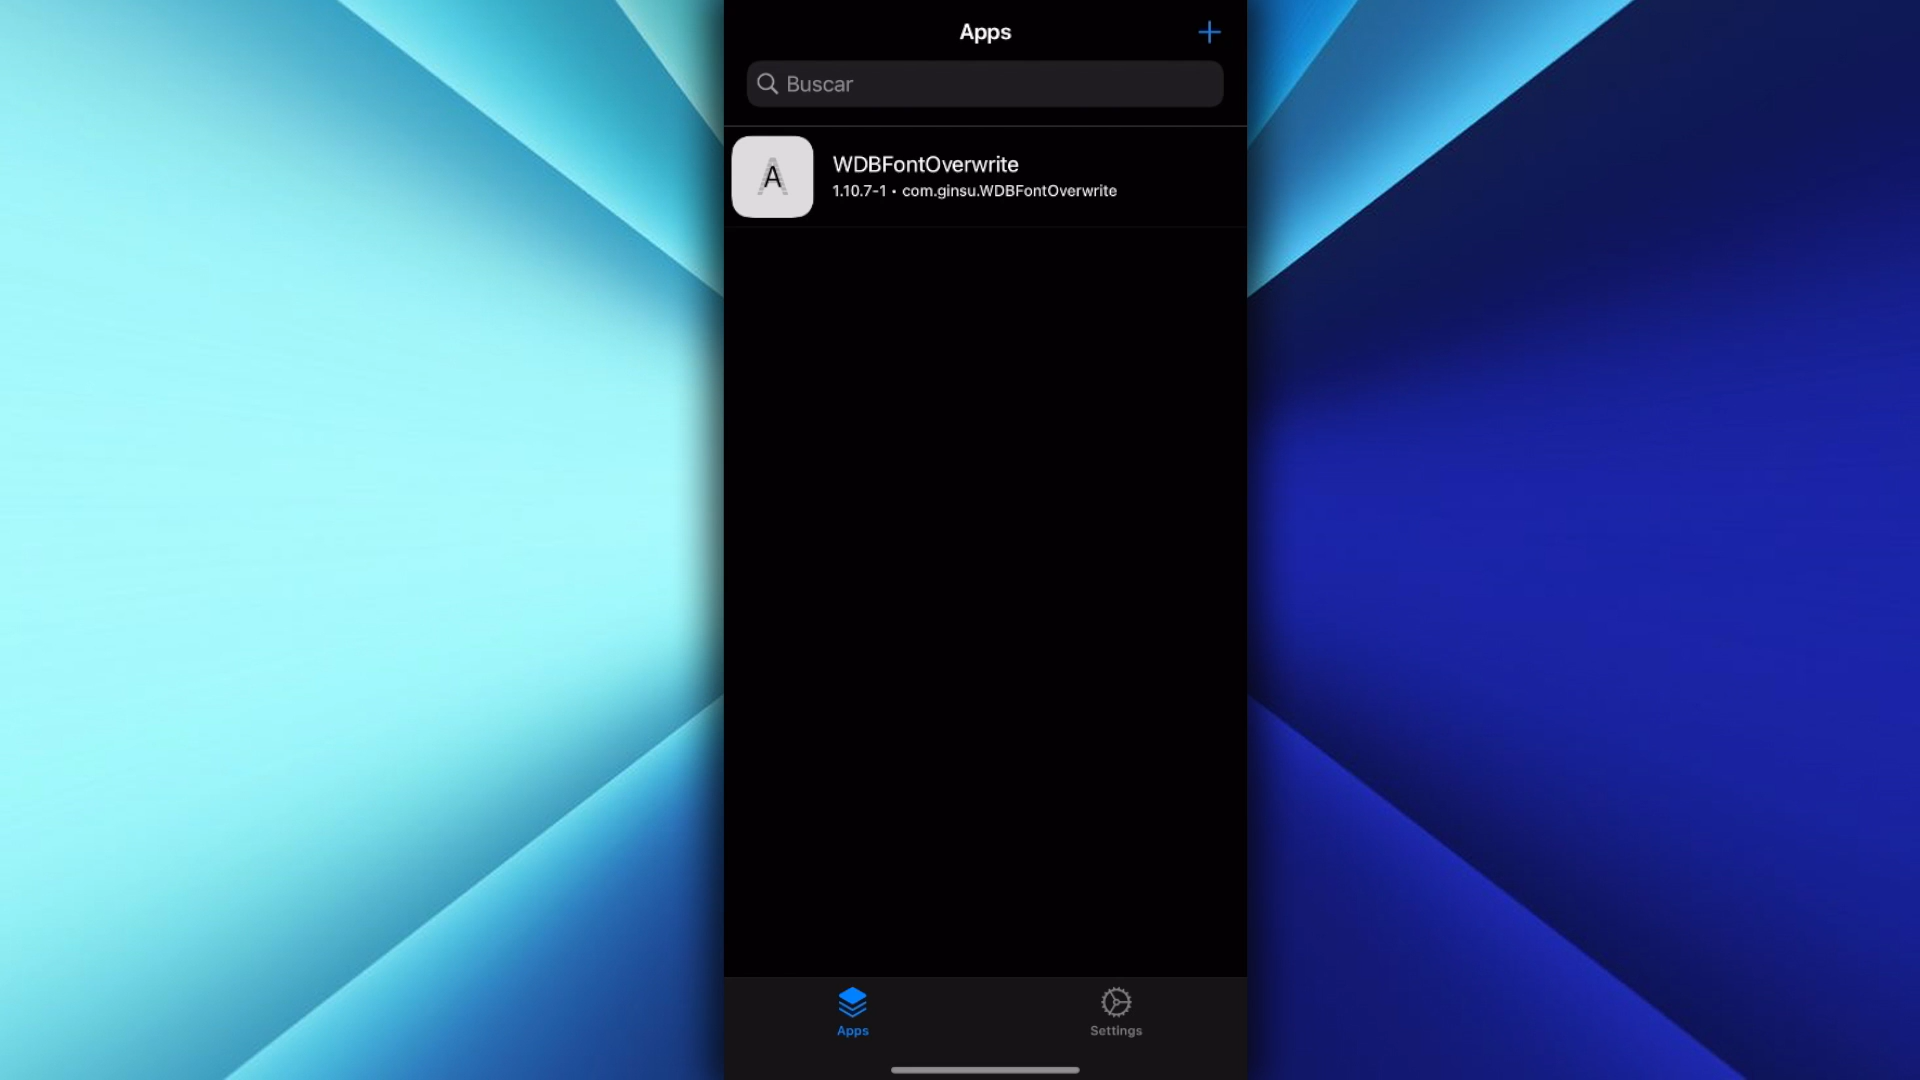 Apps
Buscar
A
WDBFontOverwrite
1.10.7-1 • com.ginsu.WDBFontOverwrite
Apps
Settings